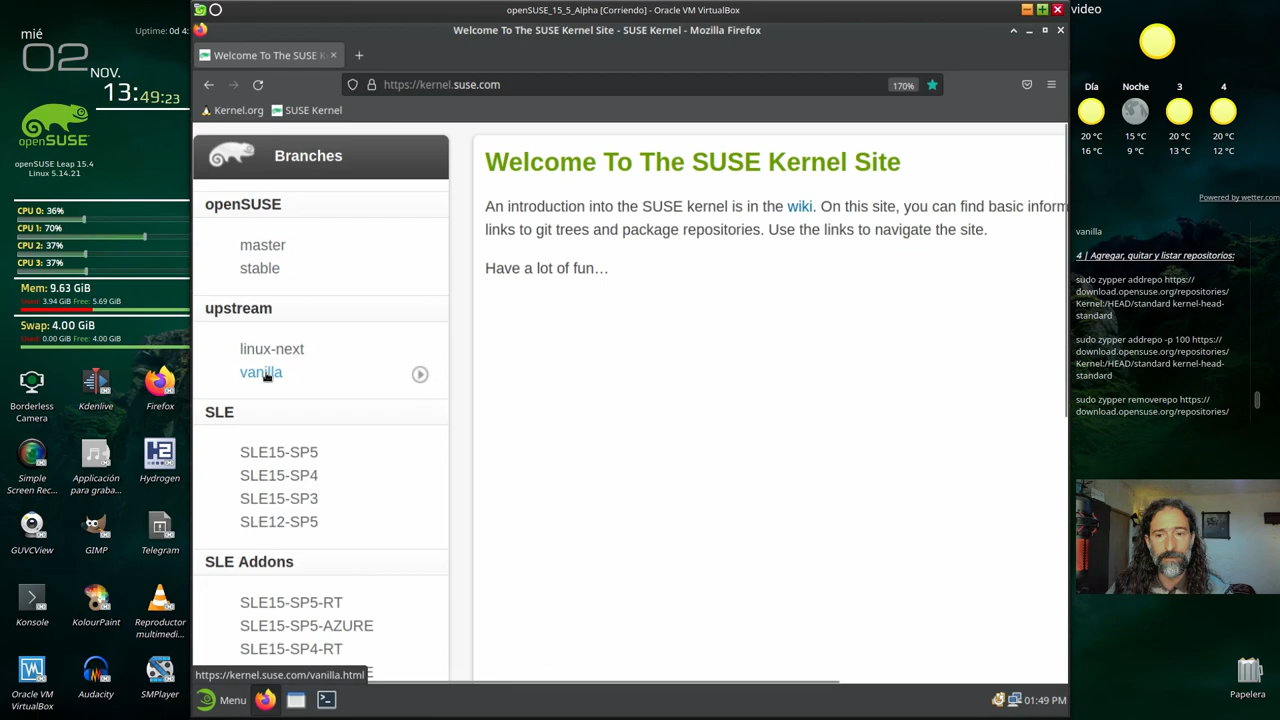 mié
02
NOV.
13:49:23
Uptime: 0d 4:
openSUSE
openSUSE Leap 15.4
Linux 5.14.21
CPU 0: 36%
CPU 1: 70%
CPU 2: 37%
CPU 3: 37%
Mem: 9.63 GiB
Used: 3.94 GiB Free: 5.69 GiB
Swap: 4.00 GiB
Used: 0.00 GiB Free: 4.00 GiB
Borderless Camera
Kdenlive
Firefox
Simple Screen Rec...
Aplicación para graba...
Hydrogen
GUVCView
GIMP
Telegram
Konsole
KolourPaint
Reproductor multimedi...
Oracle VM VirtualBox
Audacity
SMPlayer
openSUSE_15_5_Alpha [Corriendo] - Oracle VM VirtualBox
Welcome To The SUSE Kernel Site - SUSE Kernel - Mozilla Firefox
Welcome To The SUSE K
https://kernel.suse.com
170%
Kernel.org
SUSE Kernel
Branches
openSUSE
master
stable
upstream
linux-next
vanilla
SLE
SLE15-SP5
SLE15-SP4
SLE15-SP3
SLE12-SP5
SLE Addons
SLE15-SP5-RT
SLE15-SP5-AZURE
SLE15-SP4-RT
https://kernel.suse.com/vanilla.html
Welcome To The SUSE Kernel Site
An introduction into the SUSE kernel is in the wiki. On this site, you can find basic inform
links to git trees and package repositories. Use the links to navigate the site.
Have a lot of fun…
Menu
01:49 PM
video
Día Noche 3 4
20 °C 15 °C 20 °C 20 °C
16 °C 9 °C 13 °C 12 °C
Powered by wetter.com
vanilla
4 | Agregar, quitar y listar repositorios:
sudo zypper addrepo https://
download.opensuse.org/repositories/
Kernel:/HEAD/standard kernel-head-
standard
sudo zypper addrepo -p 100 https://
download.opensuse.org/repositories/
Kernel:/HEAD/standard kernel-head-
standard
sudo zypper removerepo https://
download.opensuse.org/repositories/
Papelera